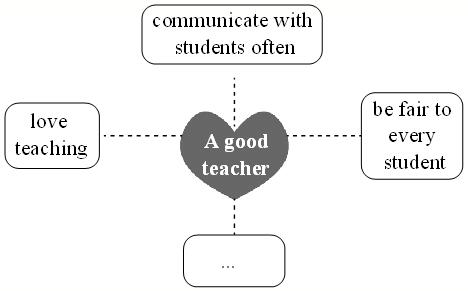 communicate with
students often
love
teaching
A good
teacher
be fair to
every
student
...